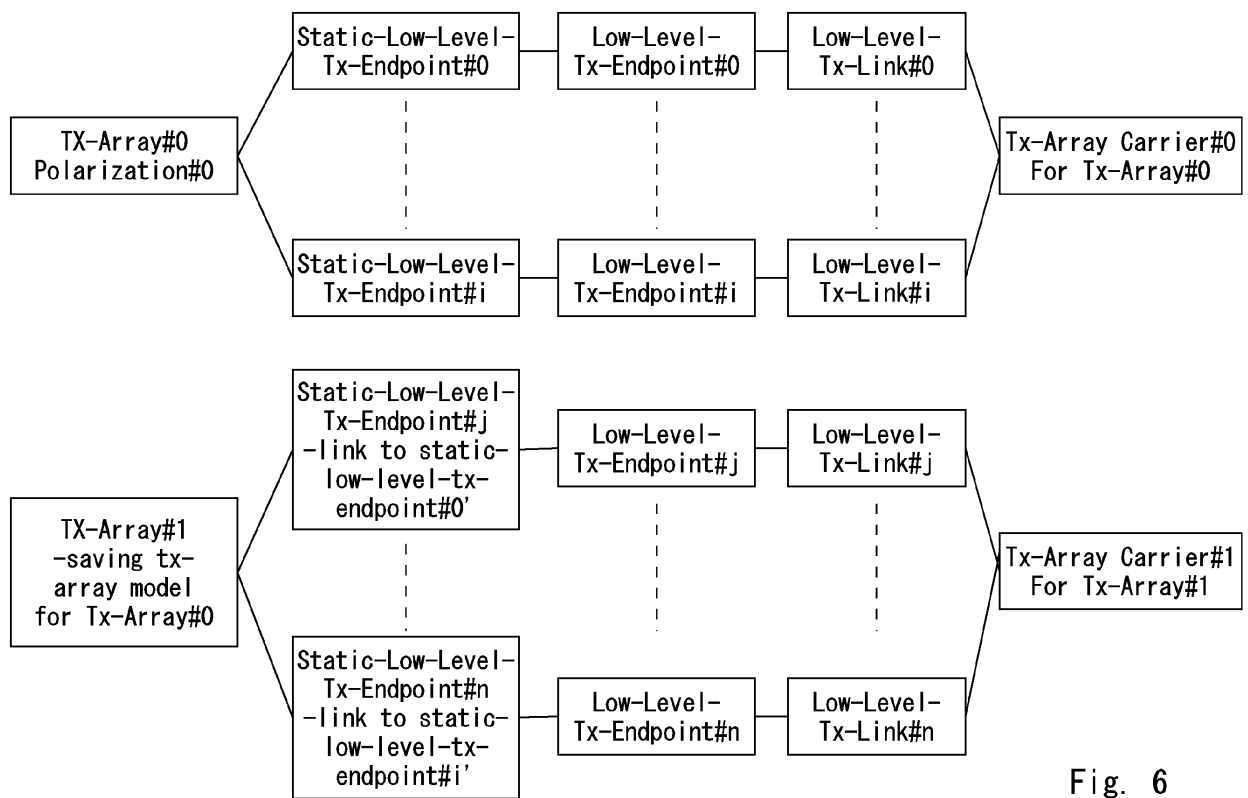 Static-Low-Level-
Tx-Endpoint#0
Low-Level-
Tx-Endpoint#0
Low-Level-
Tx-Link#0
TX-Array#0
Polarization#0
Tx-Array Carrier#0
For Tx-Array#0
Static-Low-Level-
Tx-Endpoint#i
Low-Level-
Tx-Endpoint#i
Low-Level-
Tx-Link#i
Static-Low-Level-
Tx-Endpoint#j
-link to static-
low-level-tx-
endpoint#0'
Low-Level-
Tx-Endpoint#j
Low-Level-
Tx-Link#j
TX-Array#1
-saving tx-
array model
for Tx-Array#0
Tx-Array Carrier#1
For Tx-Array#1
Static-Low-Level-
Tx-Endpoint#n
-link to static-
low-level-tx-
endpoint#i'
Low-Level-
Tx-Endpoint#n
Low-Level-
Tx-Link#n
Fig. 6